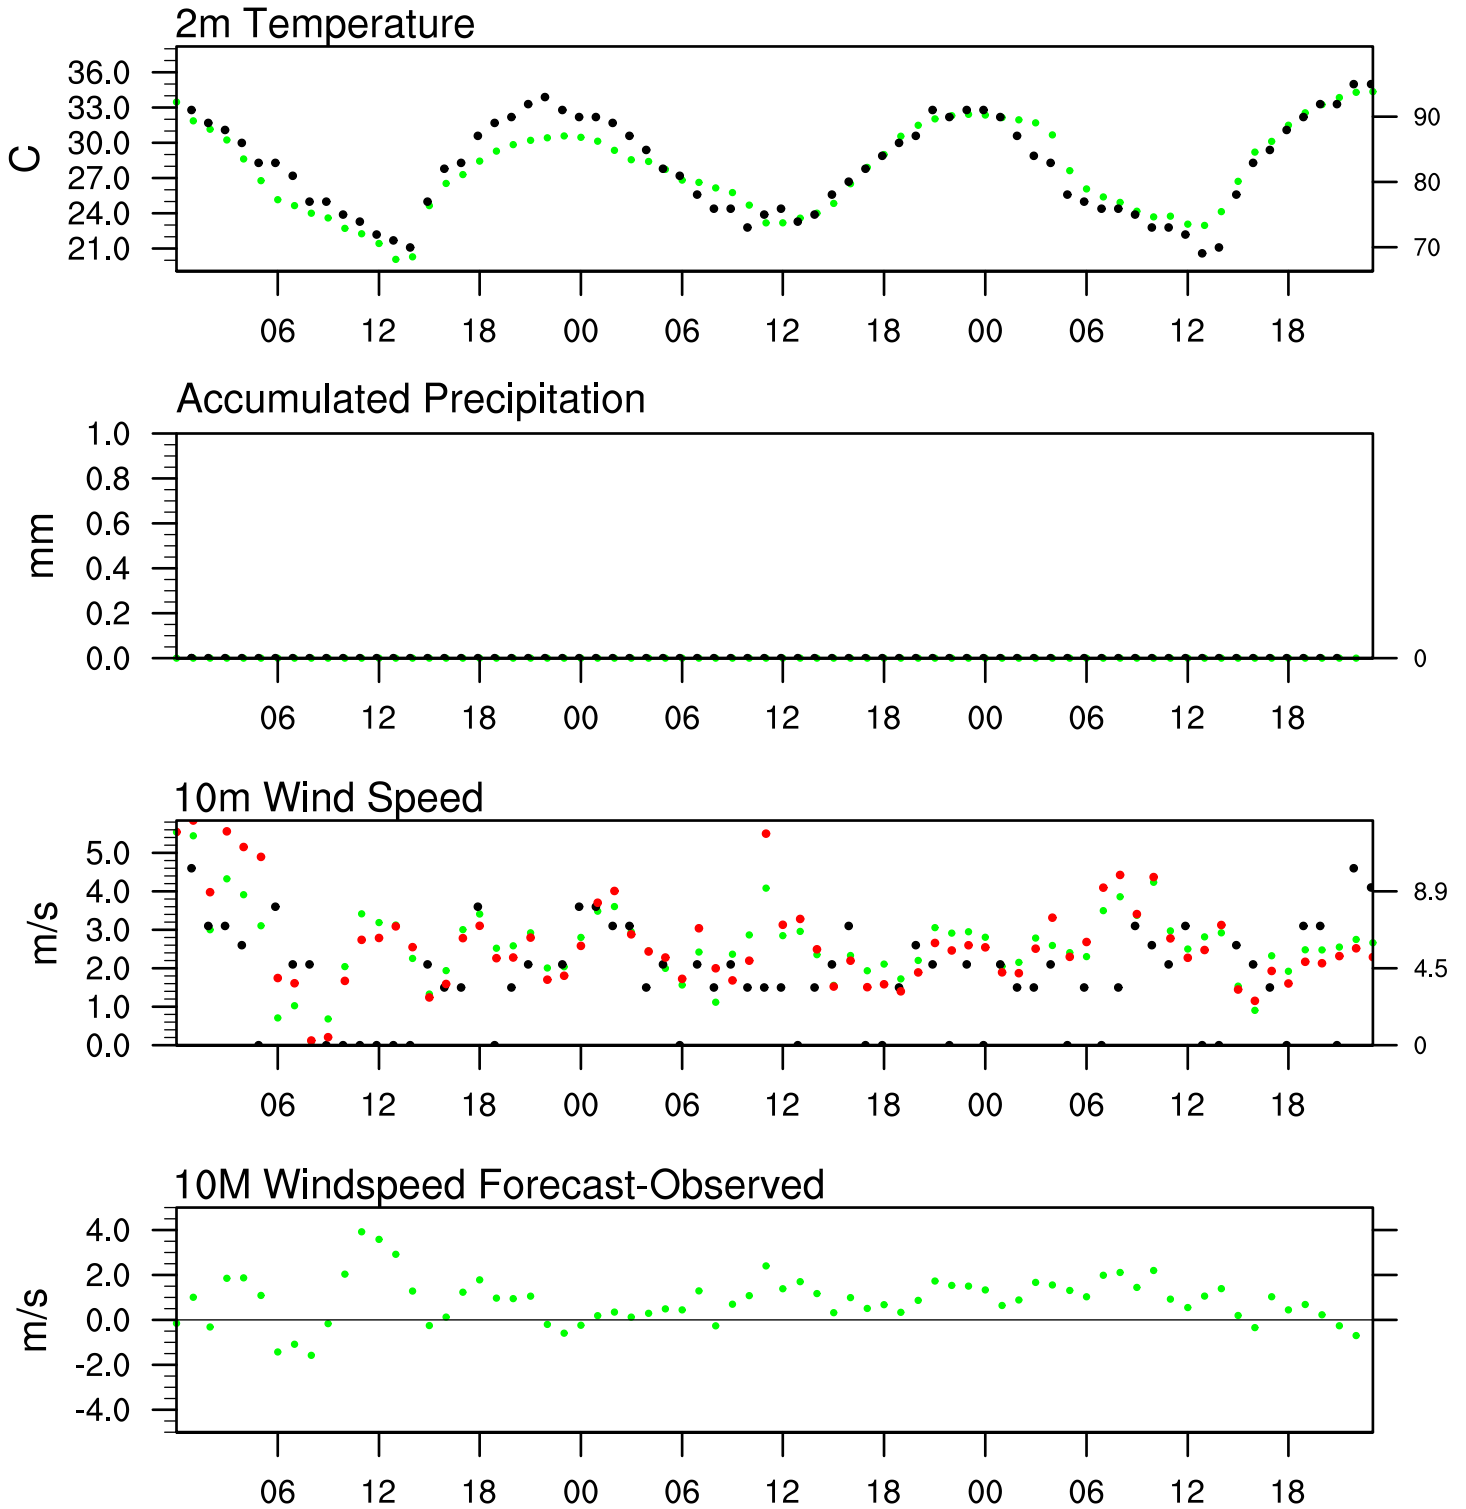 2m Temperature
36.0
33.0
30.0
27.0
24.0
21.0
C
90
80
70
06 12 18 00 06 12 18 00 06 12 18
Accumulated Precipitation
1.0
0.8
0.6
0.4
0.2
0.0
mm
0
06 12 18 00 06 12 18 00 06 12 18
10m Wind Speed
5.0
4.0
3.0
2.0
1.0
0.0
m/s
8.9
4.5
0
06 12 18 00 06 12 18 00 06 12 18
10M Windspeed Forecast-Observed
4.0
2.0
0.0
-2.0
-4.0
m/s
06 12 18 00 06 12 18 00 06 12 18